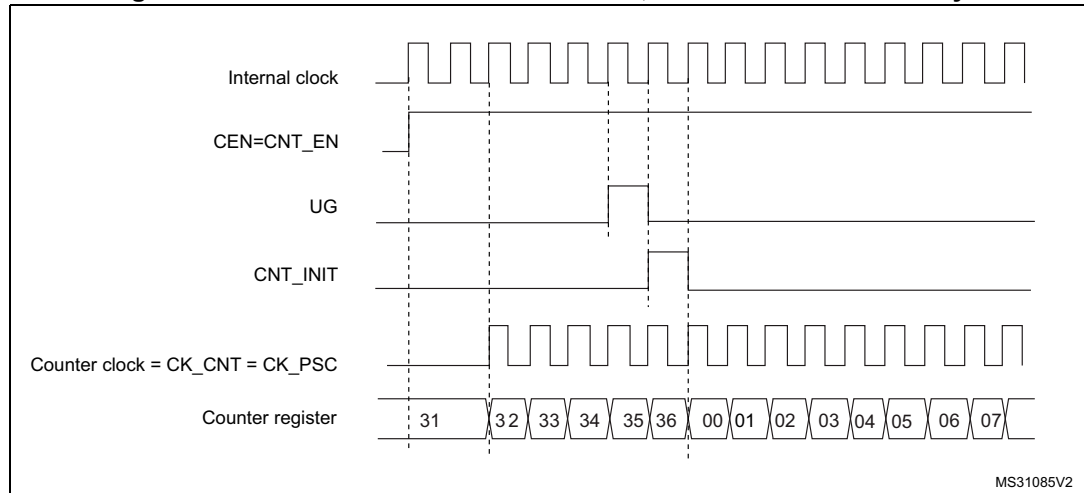 Internal clock
CEN=CNT_EN
UG
CNT_INIT
Counter clock = CK_CNT = CK_PSC
Counter register 31 32 33 34 35 36 00 01 02 03 04 05 06 07
MS31085V2